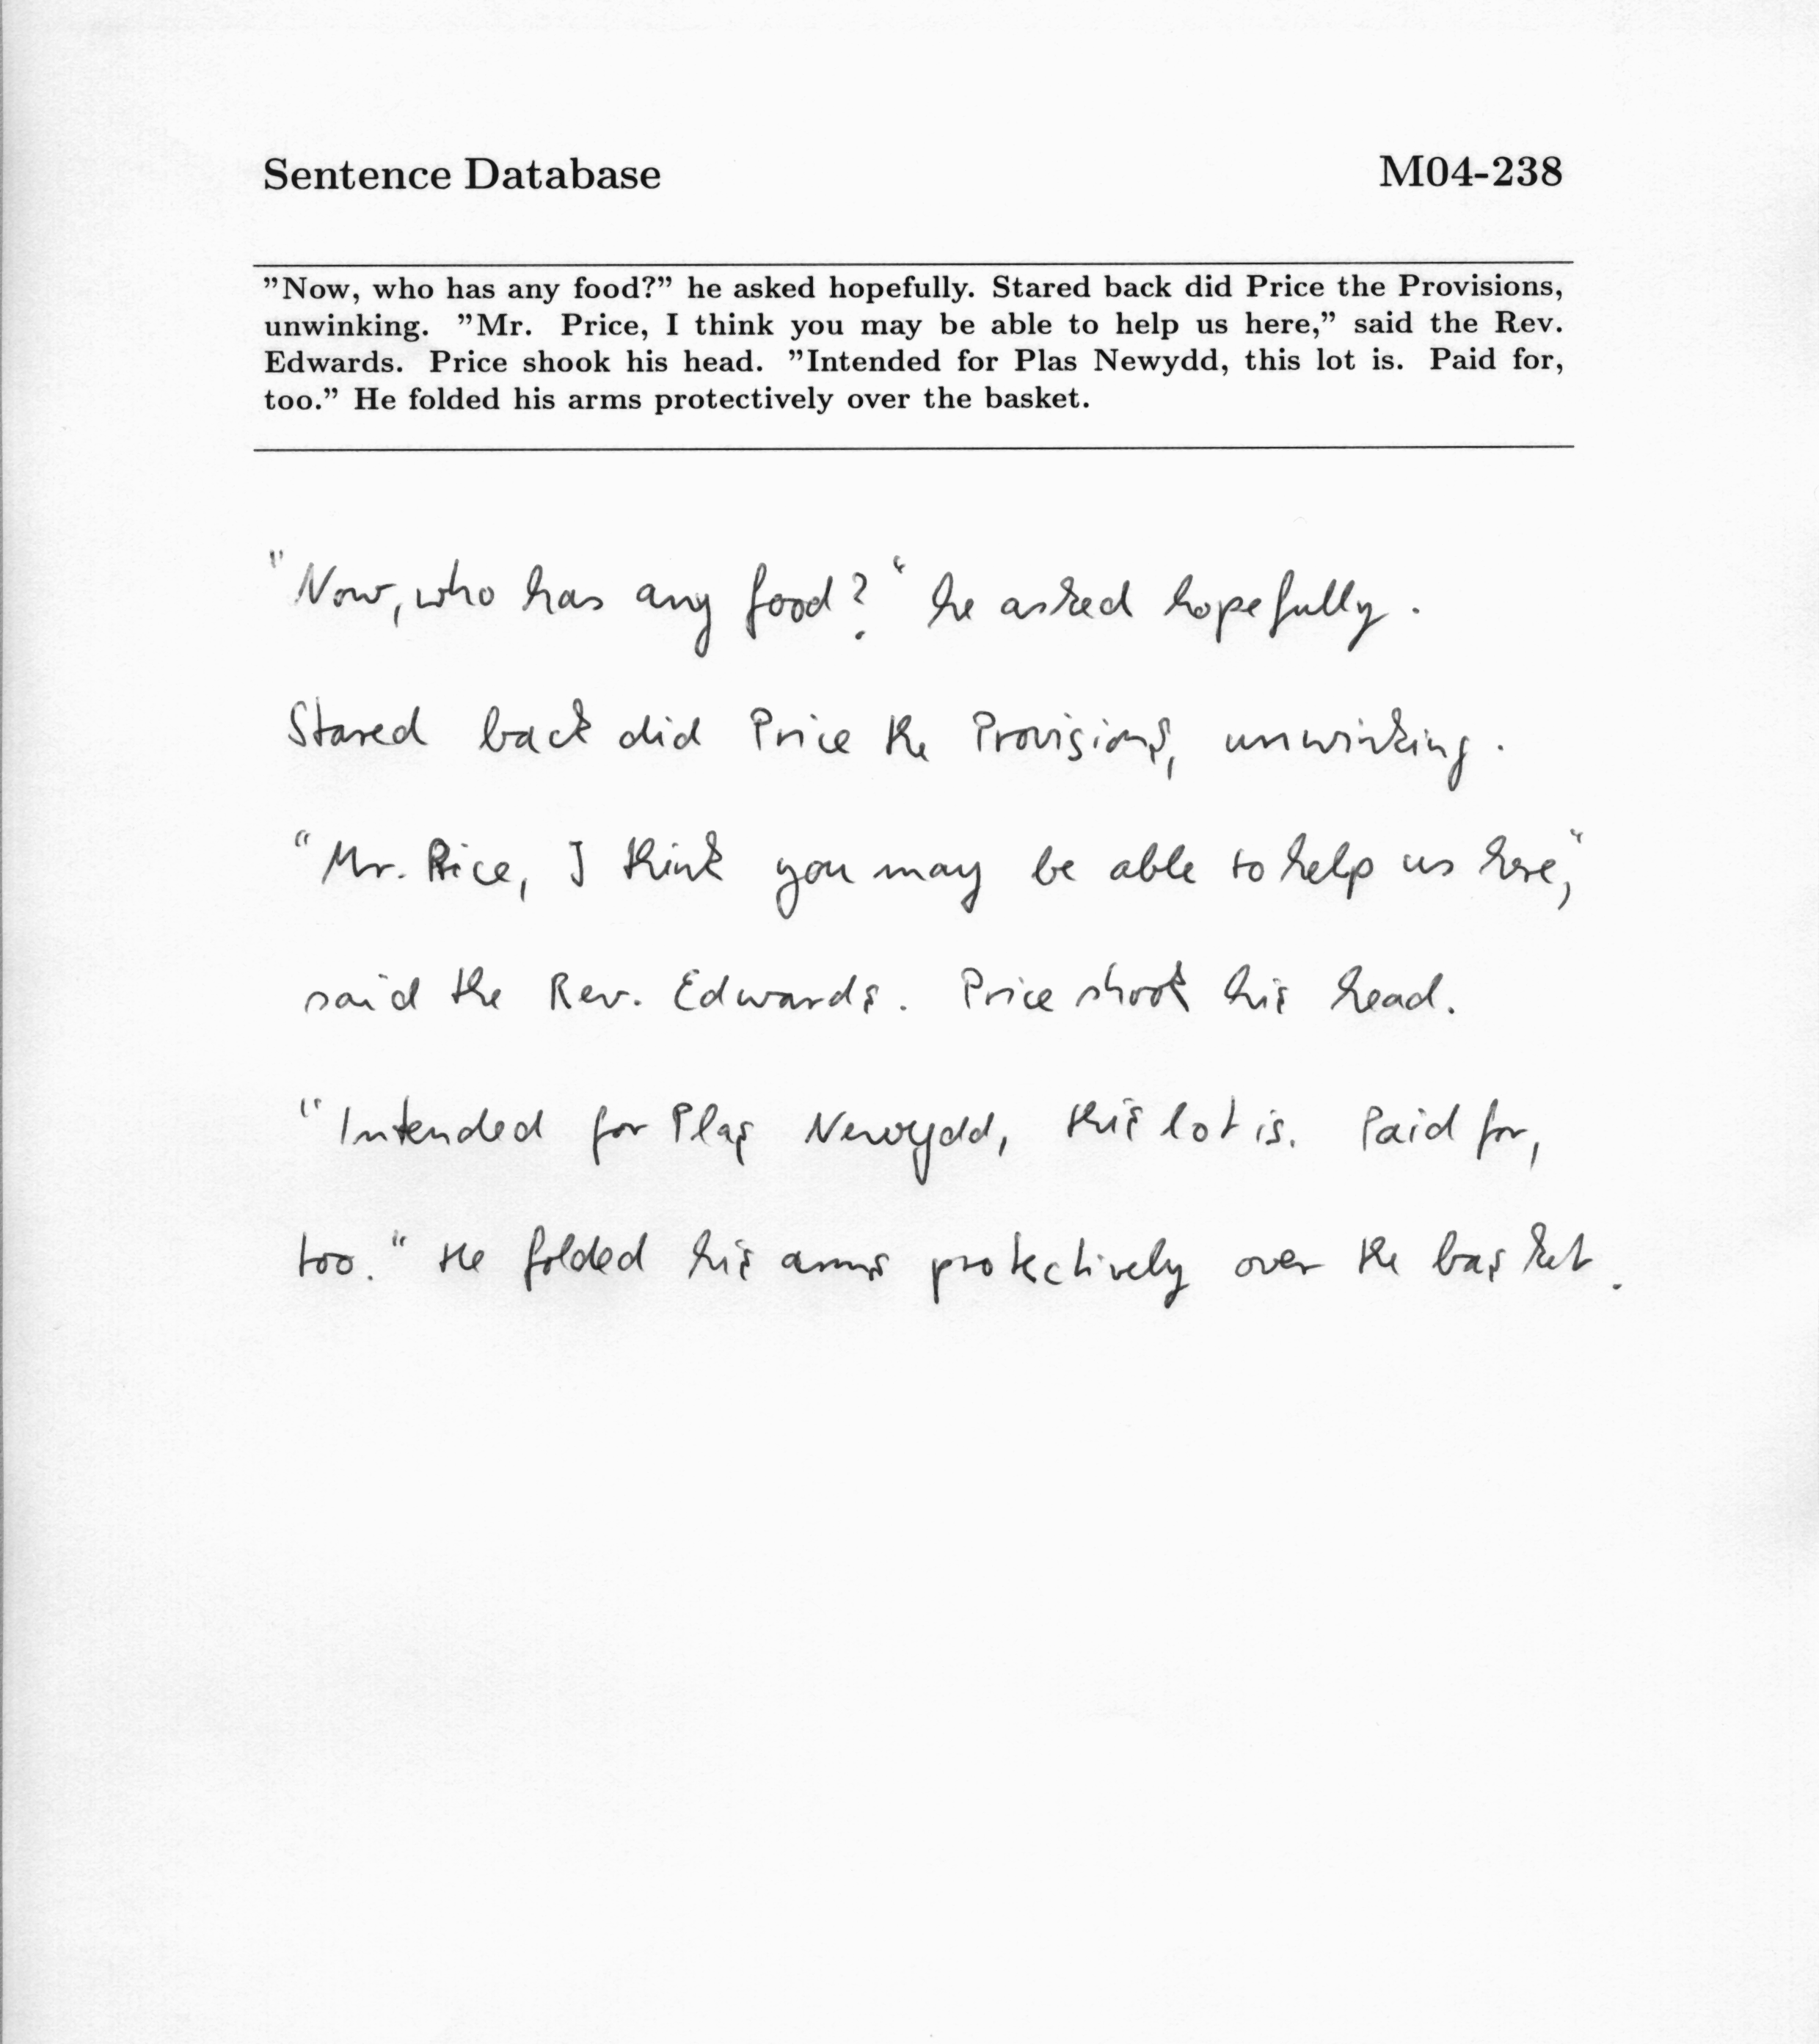 Sentence Database M04-238
"Now, who has any food?" he asked hopefully. Stared back did Price the Provisions,
unwinking. "Mr. Price, I think you may be able to help us here," said the Rev.
Edwards. Price shook his head. "Intended for Plas Newydd, this lot is. Paid for,
too." He folded his arms protectively over the basket.
"Now, who has any food?" he asked hopefully.
Stared back did Price the Provisions, unwinking.
"Mr. Price, I think you may be able to help us here,"
said the Rev. Edwards. Price shook his head.
"Intended for Plas Newydd, this lot is. Paid for,
too." He folded his arms protectively over the basket.